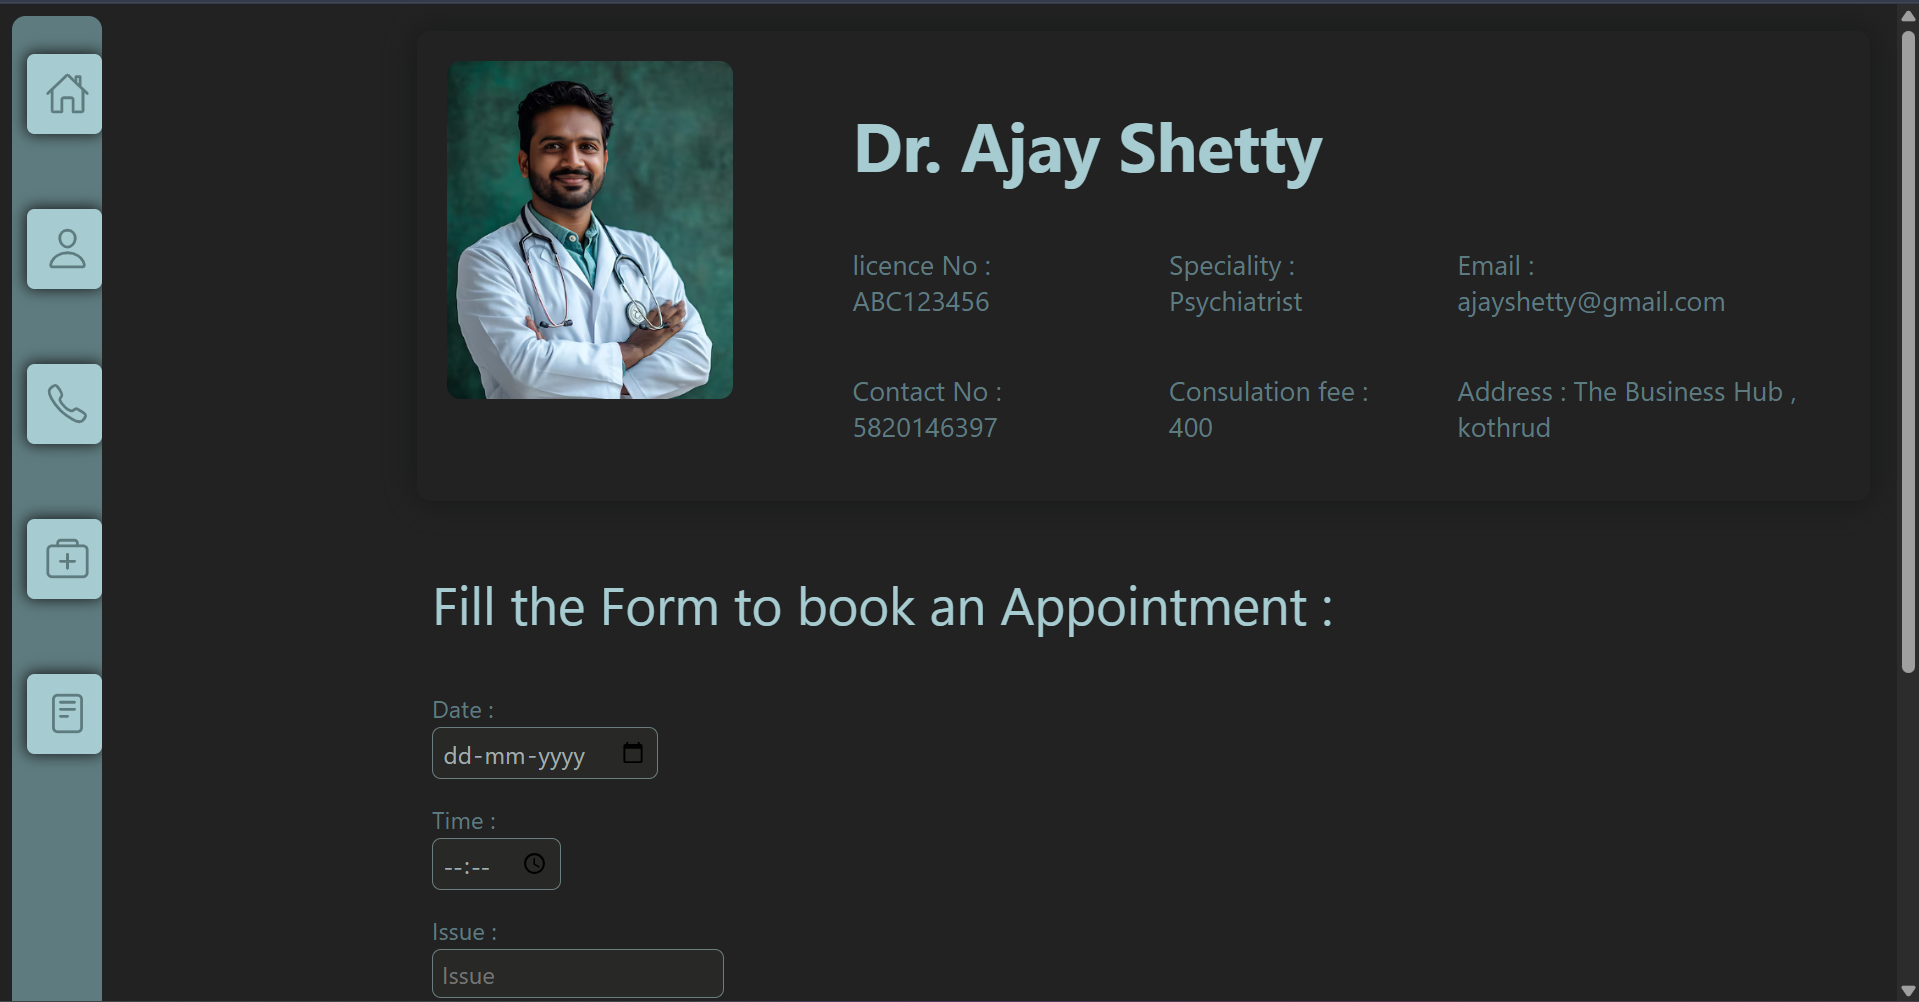 Dr. Ajay Shetty
licence No :
ABC123456
Speciality :
Psychiatrist
Email :
ajayshetty@gmail.com
Contact No :
5820146397
Consulation fee :
400
Address : The Business Hub ,
kothrud
Fill the Form to book an Appointment :
Date :
dd-mm-yyyy
Time :
--:--
Issue :
Issue